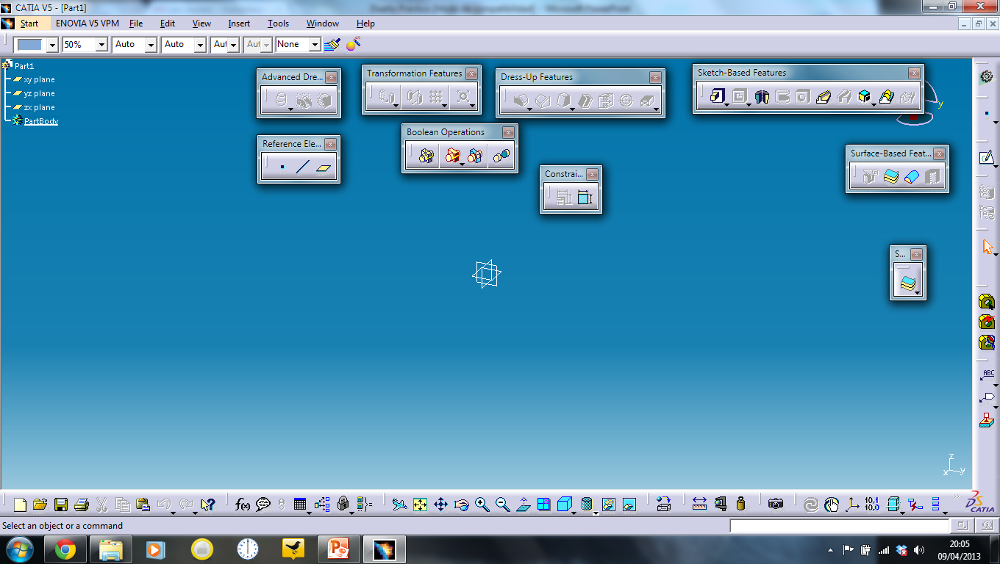 CATIA V5 - [Part1]
Start ENOVIA V5 VPM File Edit View Insert Tools Window Help
50% Auto Auto Aut Aut None
Part1
xy plane
yz plane
zx plane
PartBody
Advanced Dre...
Transformation Features
Dress-Up Features
Sketch-Based Features
y
Reference Ele...
Boolean Operations
Constrai...
Surface-Based Feat...
S...
ABC
z
x y
f(x)
10,1
10,0
DS
CATIA
Select an object or a command
20:05
09/04/2013